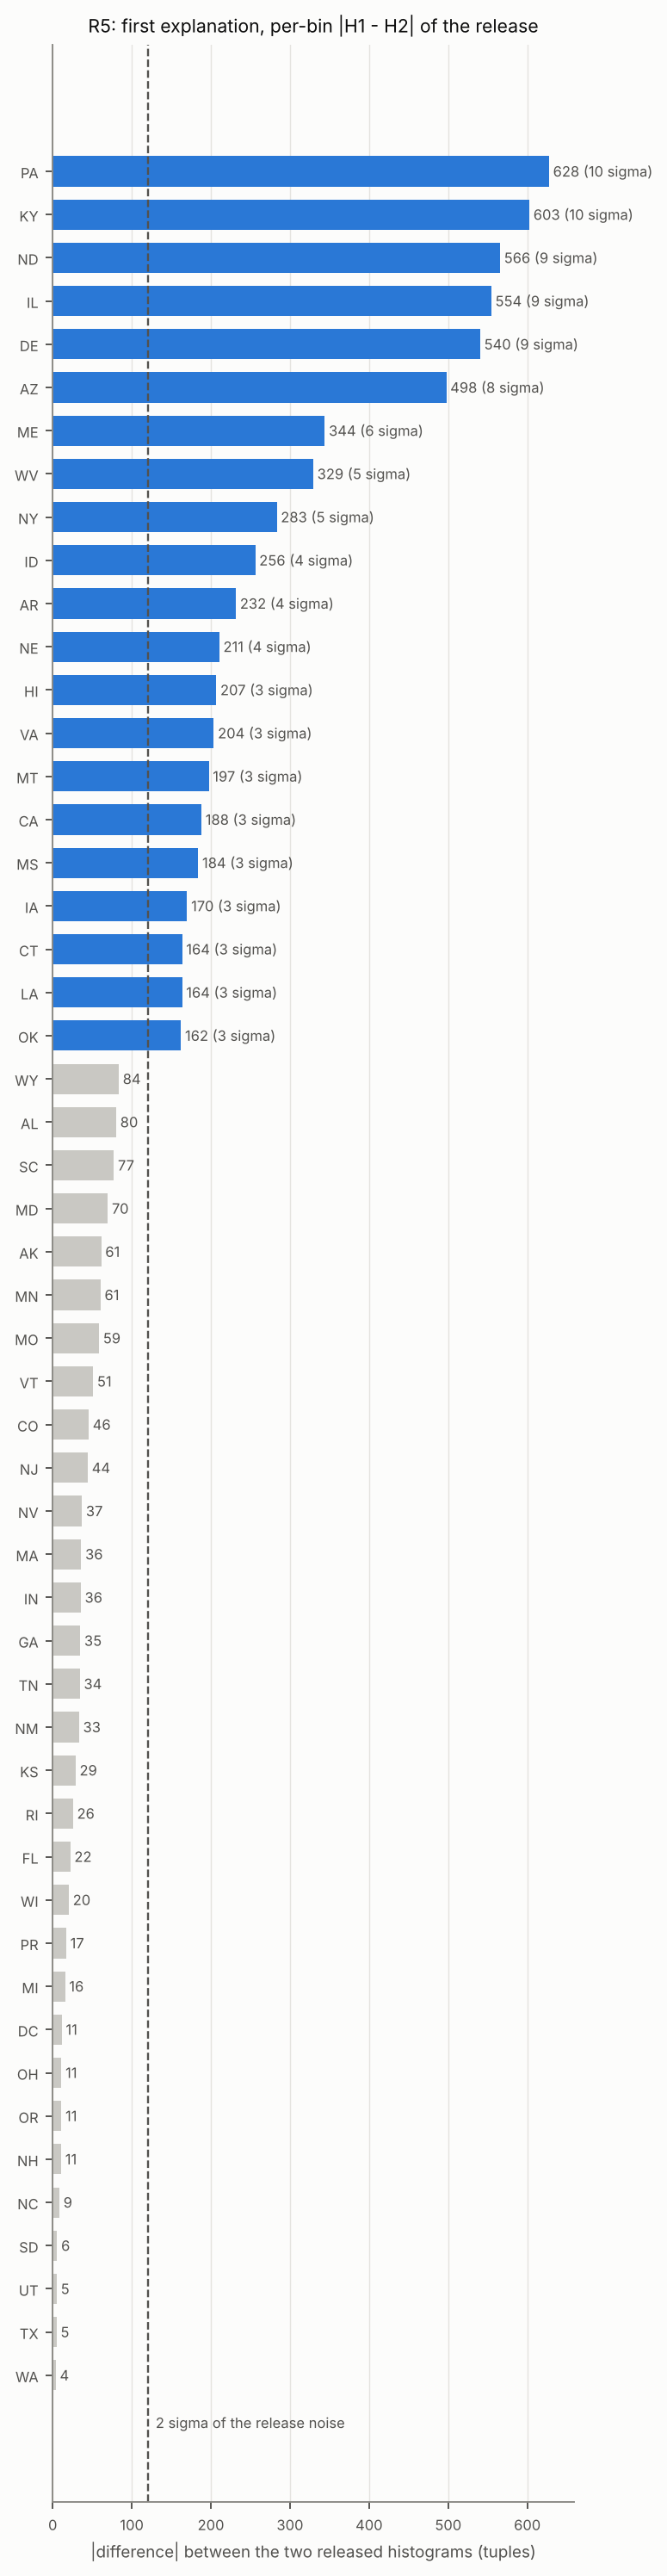 R5: first explanation, per-bin |H1 - H2| of the release
PA 628 (10 sigma)
KY 603 (10 sigma)
ND 566 (9 sigma)
IL 554 (9 sigma)
DE 540 (9 sigma)
AZ 498 (8 sigma)
ME 344 (6 sigma)
WV 329 (5 sigma)
NY 283 (5 sigma)
ID 256 (4 sigma)
AR 232 (4 sigma)
NE 211 (4 sigma)
HI 207 (3 sigma)
VA 204 (3 sigma)
MT 197 (3 sigma)
CA 188 (3 sigma)
MS 184 (3 sigma)
IA 170 (3 sigma)
CT 164 (3 sigma)
LA 164 (3 sigma)
OK 162 (3 sigma)
WY 84
AL 80
SC 77
MD 70
AK 61
MN 61
MO 59
VT 51
CO 46
NJ 44
NV 37
MA 36
IN 36
GA 35
TN 34
NM 33
KS 29
RI 26
FL 22
WI 20
PR 17
MI 16
DC 11
OH 11
OR 11
NH 11
NC 9
SD 6
UT 5
TX 5
WA 4
2 sigma of the release noise
0 100 200 300 400 500 600
|difference| between the two released histograms (tuples)